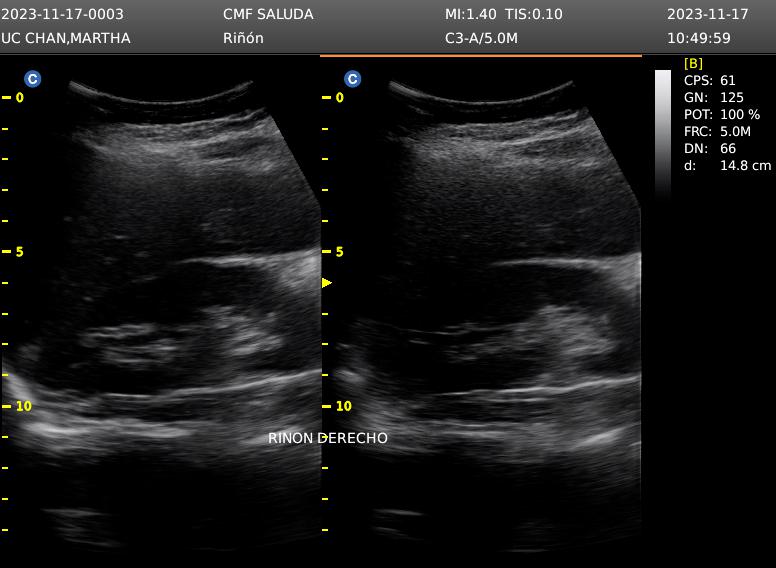 2023-11-17-0003 CMF SALUDA MI:1.40 TIS:0.10 2023-11-17
UC CHAN,MARTHA Riñón C3-A/5.0M 10:49:59
[B]
C C
CPS: 61
0 0
GN: 125
POT: 100 %
FRC: 5.0M
DN: 66
d: 14.8 cm
5 5
10 10
RINON DERECHO